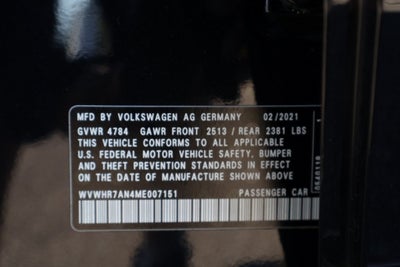 MFD BY VOLKSWAGEN AG GERMANY 02/2021
GVWR 4784 GAWR FRONT 2513 / REAR 2381 LBS
THIS VEHICLE CONFORMS TO ALL APPLICABLE
U.S. FEDERAL MOTOR VEHICLE SAFETY, BUMPER
AND THEFT PREVENTION STANDARDS IN EFFECT
ON DATE OF MANUFACTURE SHOWN ABOVE
WVWHR7AN4ME007151 PASSENGER CAR